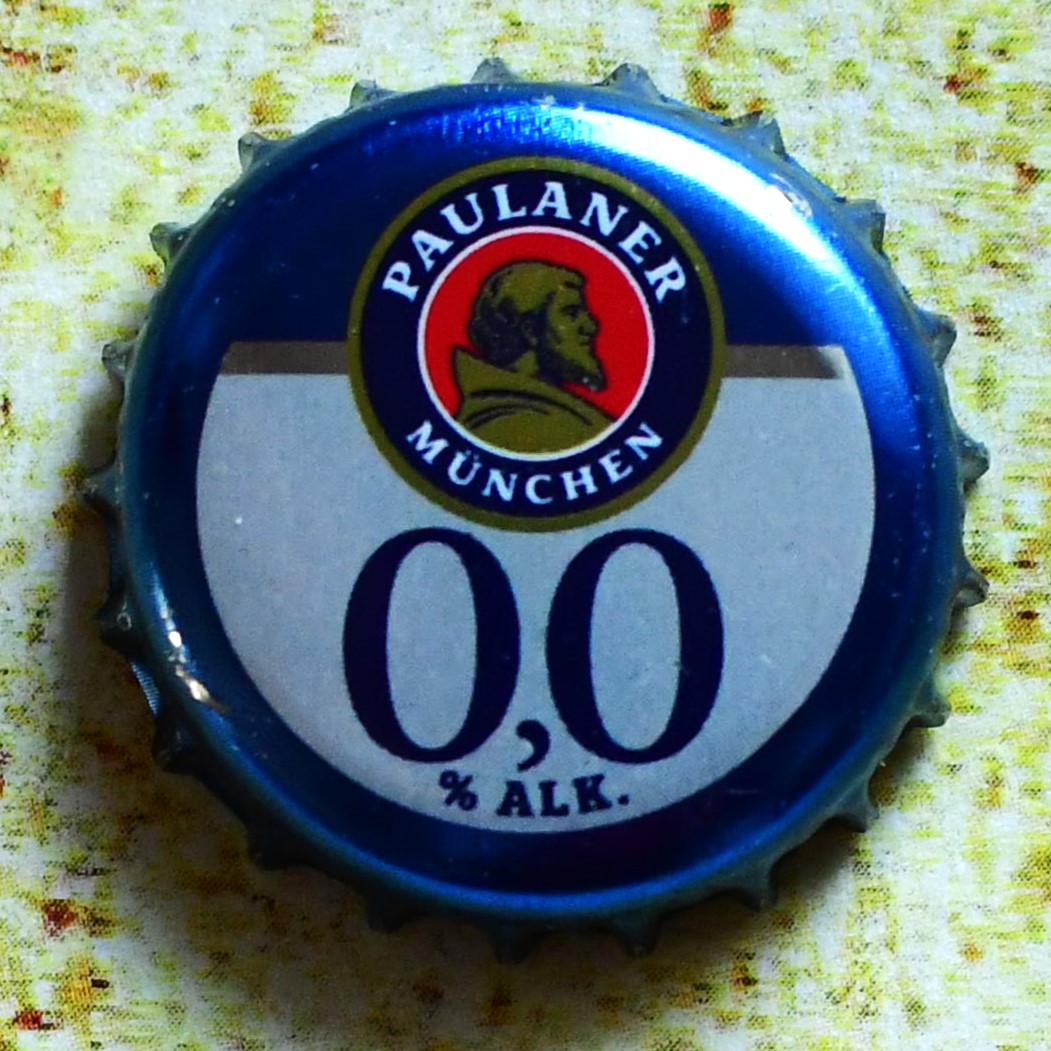 PAULANER
MÜNCHEN
0,0
% ALK.